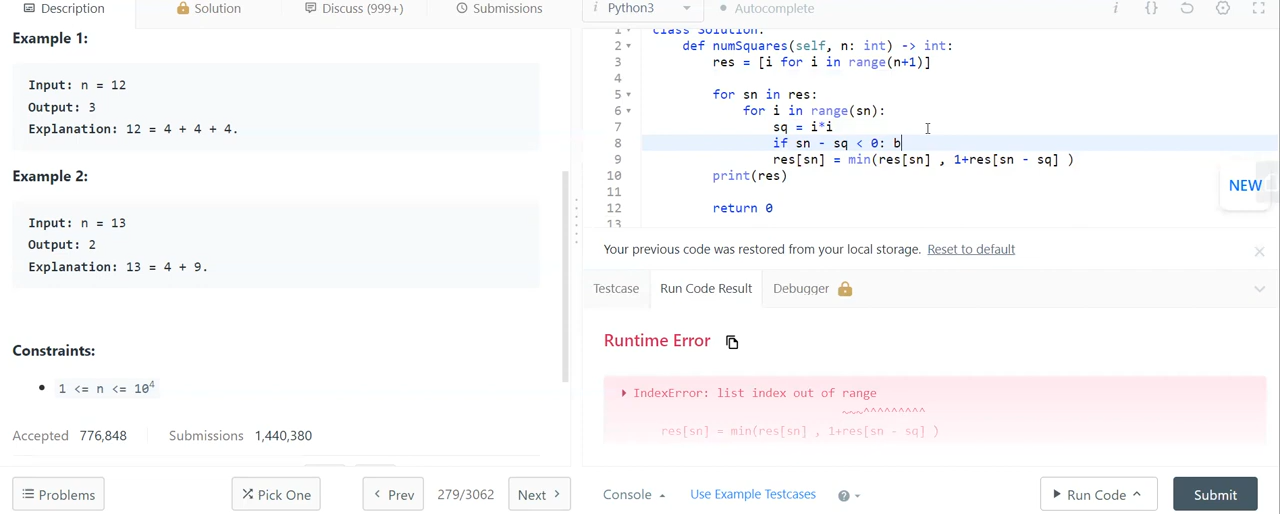 Description
Solution
Discuss (999+)
Submissions
Example 1:
Input: n = 12
Output: 3
Explanation: 12 = 4 + 4 + 4.
Example 2:
Input: n = 13
Output: 2
Explanation: 13 = 4 + 9.
Constraints:
1 <= n <= 10⁴
Accepted 776,848 Submissions 1,440,380
Problems
Pick One
Prev
279/3062
Next
i Python3 Autocomplete
1 class Solution:
2 def numSquares(self, n: int) -> int:
3 res = [i for i in range(n+1)]
4
5 for sn in res:
6 for i in range(sn):
7 sq = i*i
8 if sn - sq < 0: b
9 res[sn] = min(res[sn] , 1+res[sn - sq] )
10 print(res)
11
12 return 0
13
NEW
Your previous code was restored from your local storage. Reset to default
Testcase
Run Code Result
Debugger
Runtime Error
IndexError: list index out of range
~~~^^^^^^^^^
res[sn] = min(res[sn] , 1+res[sn - sq] )
Console
Use Example Testcases
Run Code
Submit